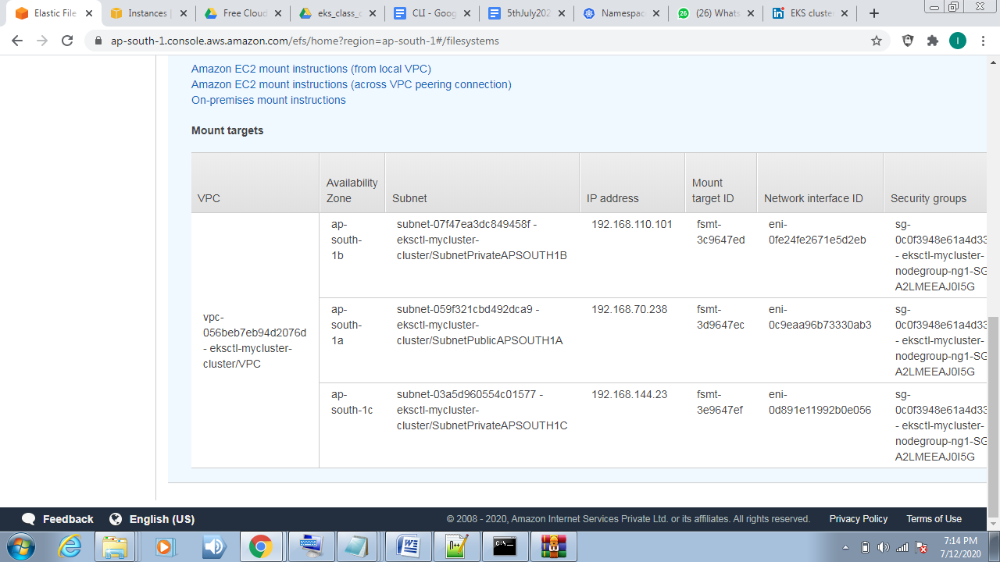 Elastic File
Instances
Free Cloud
eks_class_c
CLI - Goog
5thJuly202
Namespac
(26) Whats
EKS cluste
ap-south-1.console.aws.amazon.com/efs/home?region=ap-south-1#/filesystems
I
Amazon EC2 mount instructions (from local VPC)
Amazon EC2 mount instructions (across VPC peering connection)
On-premises mount instructions
Mount targets
VPC
Availability
Zone
Subnet
IP address
Mount
target ID
Network interface ID
Security groups
vpc-
056beb7eb94d2076d
- eksctl-mycluster-
cluster/VPC
ap-
south-
1b
subnet-07f47ea3dc849458f -
eksctl-mycluster-
cluster/SubnetPrivateAPSOUTH1B
192.168.110.101
fsmt-
3c9647ed
eni-
0fe24fe2671e5d2eb
sg-
0c0f3948e61a4d33
- eksctl-mycluster-
nodegroup-ng1-SG
A2LMEEAJ0I5G
ap-
south-
1a
subnet-059f321cbd492dca9 -
eksctl-mycluster-
cluster/SubnetPublicAPSOUTH1A
192.168.70.238
fsmt-
3d9647ec
eni-
0c9eaa96b73330ab3
sg-
0c0f3948e61a4d33
- eksctl-mycluster-
nodegroup-ng1-SG
A2LMEEAJ0I5G
ap-
south-1c
subnet-03a5d960554c01577 -
eksctl-mycluster-
cluster/SubnetPrivateAPSOUTH1C
192.168.144.23
fsmt-
3e9647ef
eni-
0d891e11992b0e056
sg-
0c0f3948e61a4d33
- eksctl-mycluster-
nodegroup-ng1-SG
A2LMEEAJ0I5G
Feedback
English (US)
© 2008 - 2020, Amazon Internet Services Private Ltd. or its affiliates. All rights reserved.
Privacy Policy
Terms of Use
7:14 PM
7/12/2020